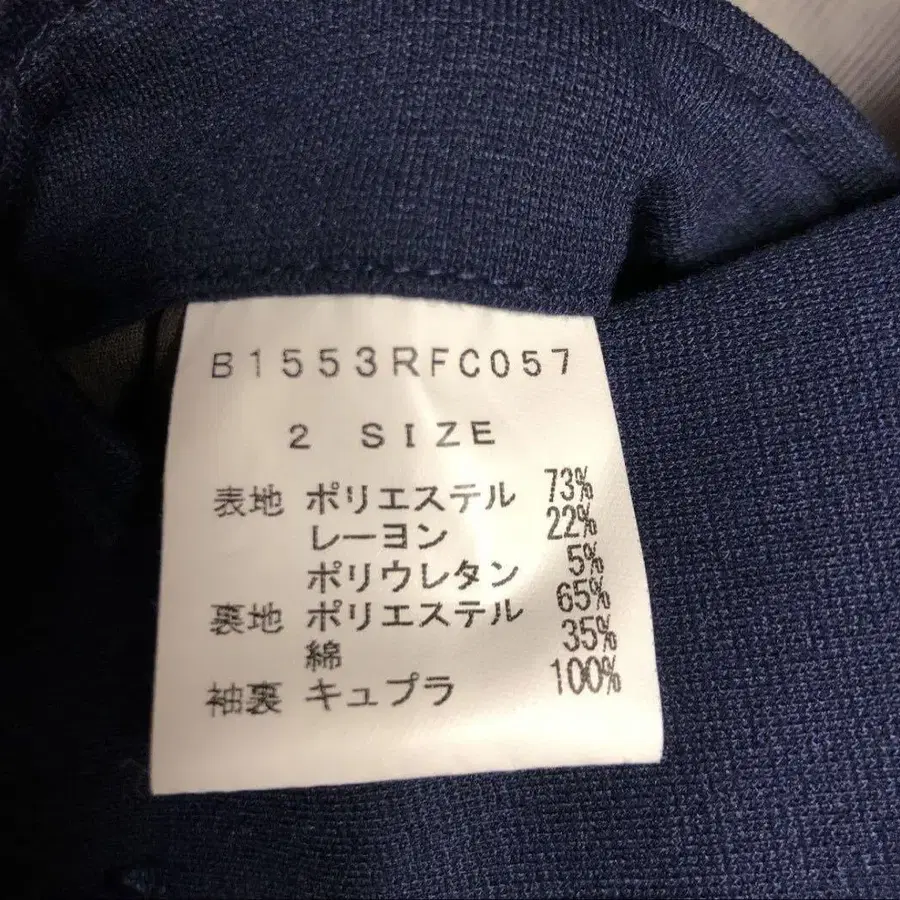 B1553RFC057
2 SIZE
表地 ポリエステル 73%
レーヨン 22%
ポリウレタン 5%
裏地 ポリエステル 65%
綿 35%
袖裏 キュプラ 100%